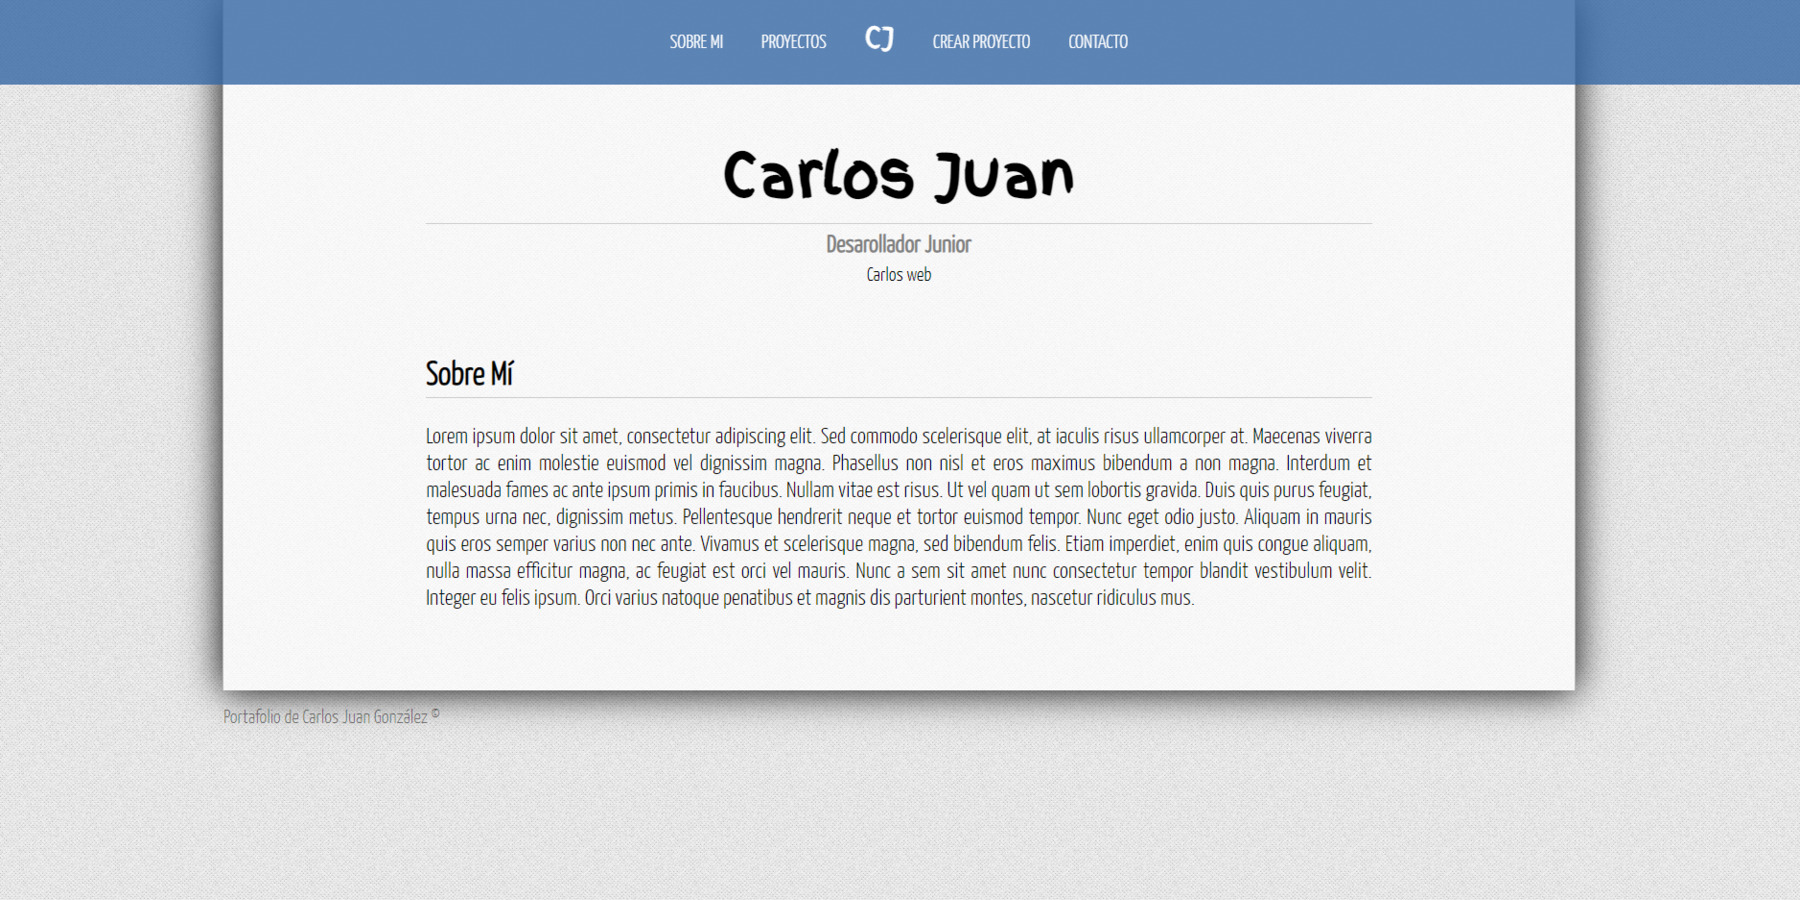 SOBRE MI PROYECTOS CJ CREAR PROYECTO CONTACTO
Carlos Juan
Desarollador Junior
Carlos web
Sobre Mí
Lorem ipsum dolor sit amet, consectetur adipiscing elit. Sed commodo scelerisque elit, at iaculis risus ullamcorper at. Maecenas viverra
tortor ac enim molestie euismod vel dignissim magna. Phasellus non nisl et eros maximus bibendum a non magna. Interdum et
malesuada fames ac ante ipsum primis in faucibus. Nullam vitae est risus. Ut vel quam ut sem lobortis gravida. Duis quis purus feugiat,
tempus urna nec, dignissim metus. Pellentesque hendrerit neque et tortor euismod tempor. Nunc eget odio justo. Aliquam in mauris
quis eros semper varius non nec ante. Vivamus et scelerisque magna, sed bibendum felis. Etiam imperdiet, enim quis congue aliquam,
nulla massa efficitur magna, ac feugiat est orci vel mauris. Nunc a sem sit amet nunc consectetur tempor blandit vestibulum velit.
Integer eu felis ipsum. Orci varius natoque penatibus et magnis dis parturient montes, nascetur ridiculus mus.
Portafolio de Carlos Juan González ©